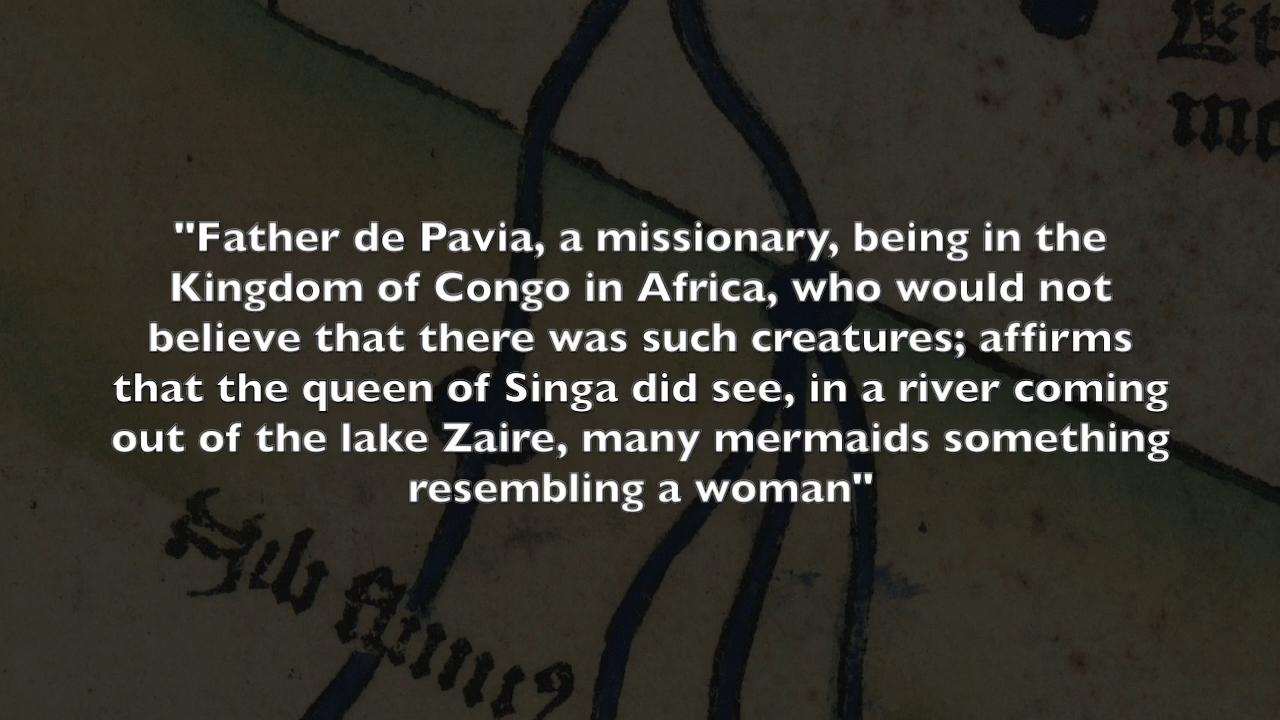 "Father de Pavia, a missionary, being in the
Kingdom of Congo in Africa, who would not
believe that there was such creatures; affirms
that the queen of Singa did see, in a river coming
out of the lake Zaire, many mermaids something
resembling a woman"